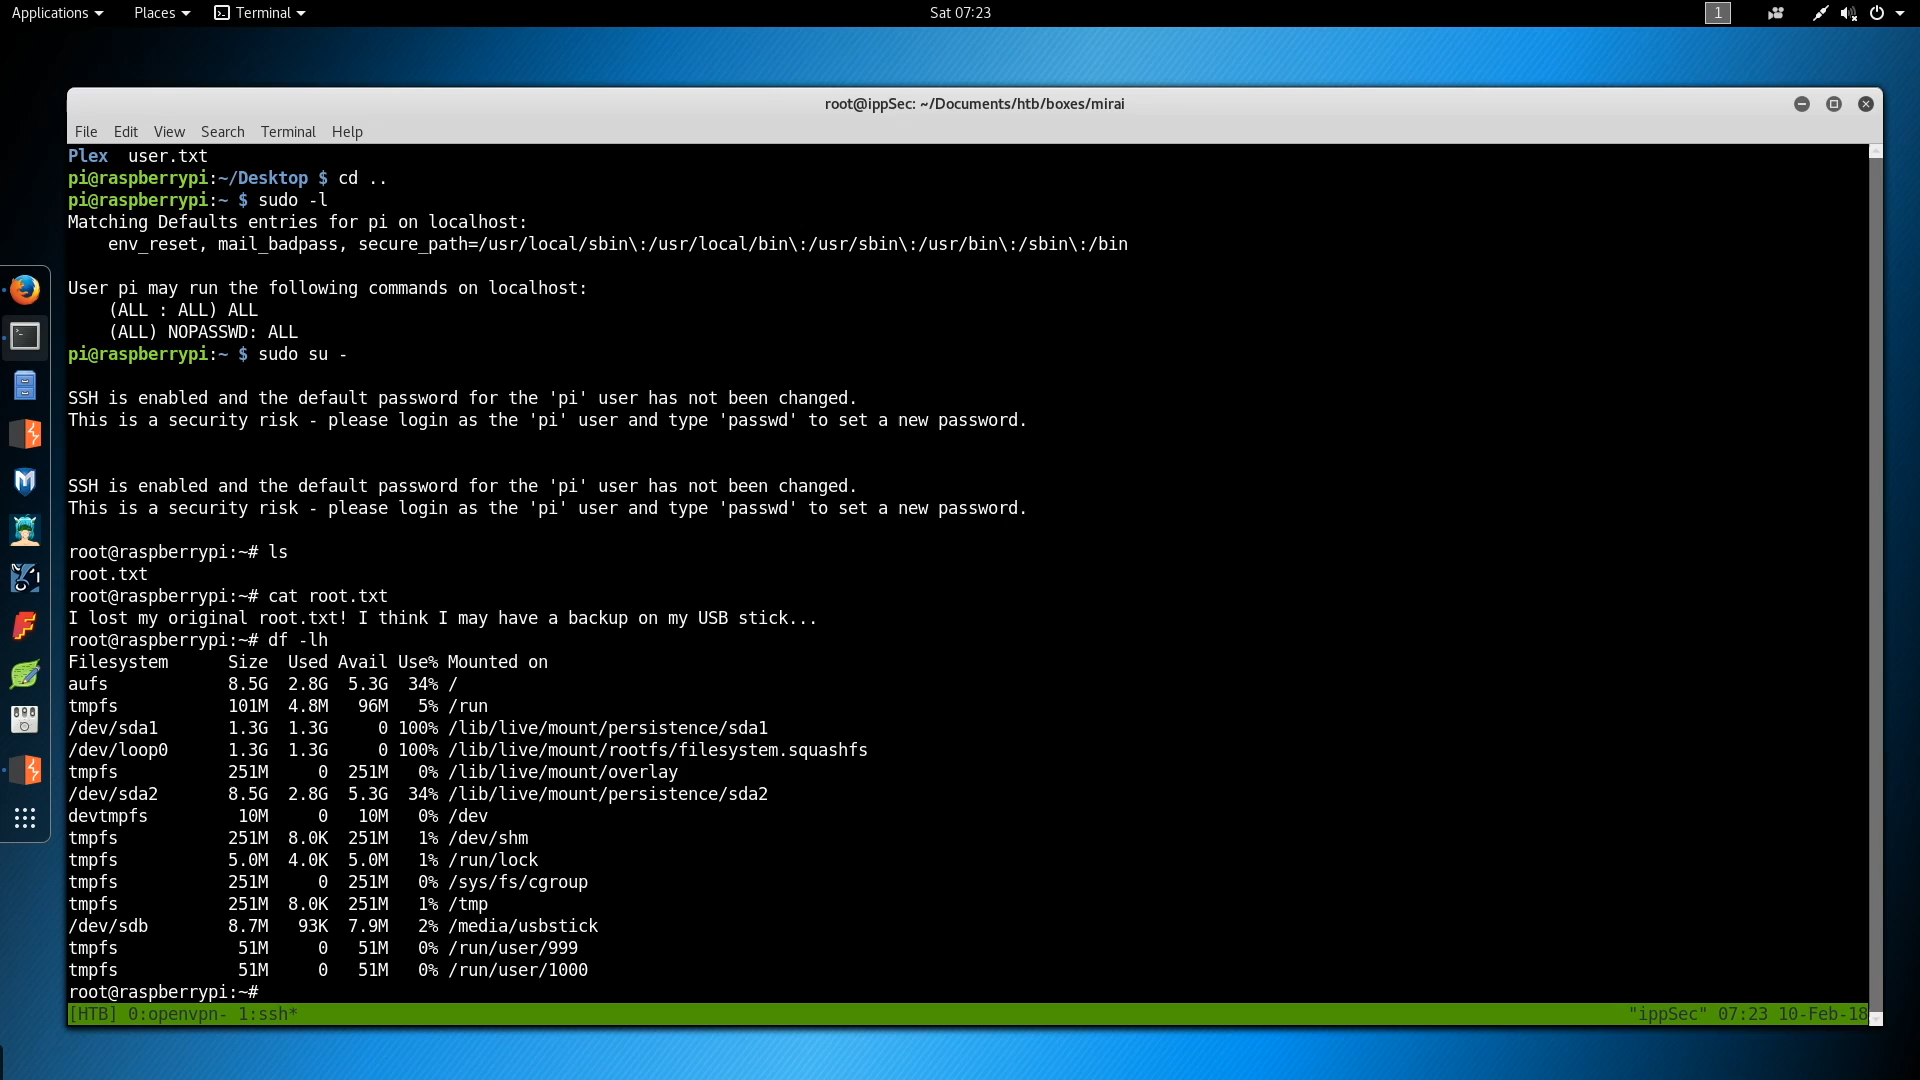 Applications Places Terminal Sat 07:23 1
root@ippSec: ~/Documents/htb/boxes/mirai
File Edit View Search Terminal Help
Plex  user.txt
pi@raspberrypi:~/Desktop $ cd ..
pi@raspberrypi:~ $ sudo -l
Matching Defaults entries for pi on localhost:
    env_reset, mail_badpass, secure_path=/usr/local/sbin\:/usr/local/bin\:/usr/sbin\:/usr/bin\:/sbin\:/bin

User pi may run the following commands on localhost:
    (ALL : ALL) ALL
    (ALL) NOPASSWD: ALL
pi@raspberrypi:~ $ sudo su -

SSH is enabled and the default password for the 'pi' user has not been changed.
This is a security risk - please login as the 'pi' user and type 'passwd' to set a new password.


SSH is enabled and the default password for the 'pi' user has not been changed.
This is a security risk - please login as the 'pi' user and type 'passwd' to set a new password.

root@raspberrypi:~# ls
root.txt
root@raspberrypi:~# cat root.txt
I lost my original root.txt! I think I may have a backup on my USB stick...
root@raspberrypi:~# df -lh
Filesystem      Size  Used Avail Use% Mounted on
aufs            8.5G  2.8G  5.3G  34% /
tmpfs           101M  4.8M   96M   5% /run
/dev/sda1       1.3G  1.3G     0 100% /lib/live/mount/persistence/sda1
/dev/loop0      1.3G  1.3G     0 100% /lib/live/mount/rootfs/filesystem.squashfs
tmpfs           251M     0  251M   0% /lib/live/mount/overlay
/dev/sda2       8.5G  2.8G  5.3G  34% /lib/live/mount/persistence/sda2
devtmpfs         10M     0   10M   0% /dev
tmpfs           251M  8.0K  251M   1% /dev/shm
tmpfs           5.0M  4.0K  5.0M   1% /run/lock
tmpfs           251M     0  251M   0% /sys/fs/cgroup
tmpfs           251M  8.0K  251M   1% /tmp
/dev/sdb        8.7M   93K  7.9M   2% /media/usbstick
tmpfs            51M     0   51M   0% /run/user/999
tmpfs            51M     0   51M   0% /run/user/1000
root@raspberrypi:~#
[HTB] 0:openvpn- 1:ssh* "ippSec" 07:23 10-Feb-18